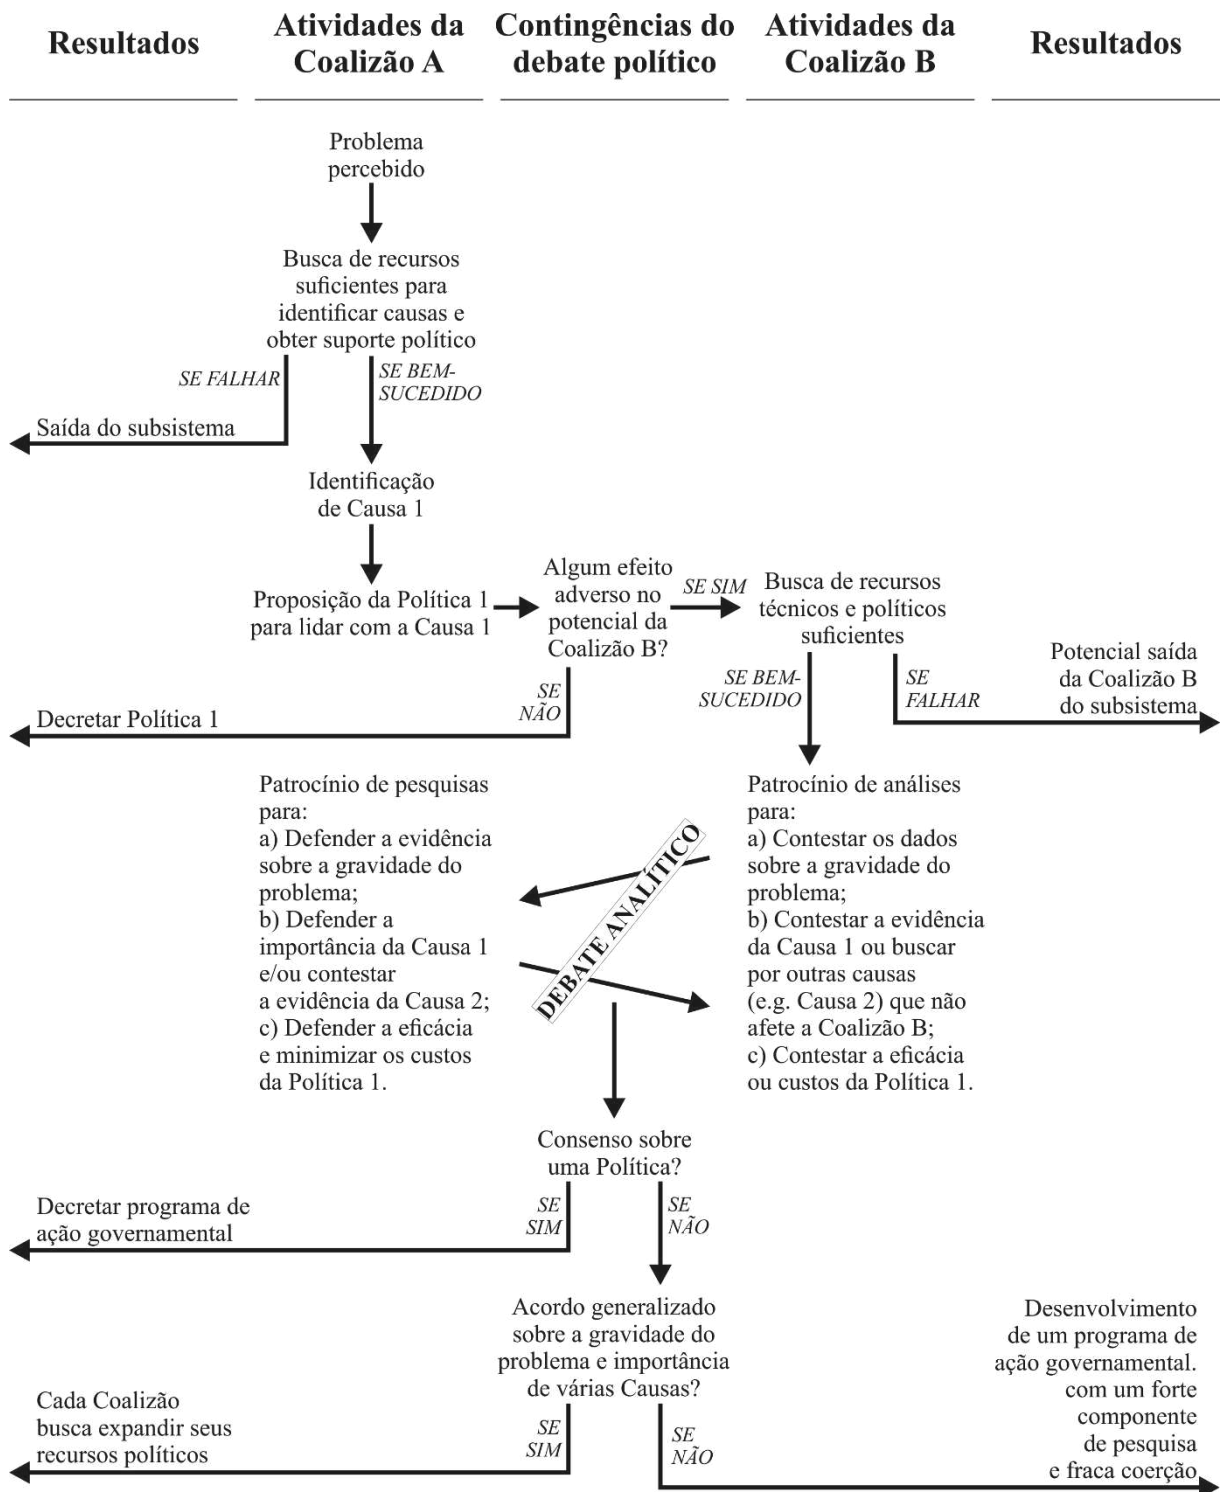 Resultados
Atividades da
Coalizão A
Contingências do
debate político
Atividades da
Coalizão B
Resultados
Problema
percebido
Busca de recursos
suficientes para
identificar causas e
obter suporte político
SE FALHAR
SE BEM-
SUCEDIDO
Saída do subsistema
Identificação
de Causa 1
Proposição da Política 1
para lidar com a Causa 1
Algum efeito
adverso no
potencial da
Coalizão B?
SE SIM
Busca de recursos
técnicos e políticos
suficientes
SE
NÃO
Decretar Política 1
SE BEM-
SUCEDIDO
SE
FALHAR
Potencial saída
da Coalizão B
do subsistema
Patrocínio de pesquisas
para:
a) Defender a evidência
sobre a gravidade do
problema;
b) Defender a
importância da Causa 1
e/ou contestar
a evidência da Causa 2;
c) Defender a eficácia
e minimizar os custos
da Política 1.
DEBATE ANALÍTICO
Patrocínio de análises
para:
a) Contestar os dados
sobre a gravidade do
problema;
b) Contestar a evidência
da Causa 1 ou buscar
por outras causas
(e.g. Causa 2) que não
afete a Coalizão B;
c) Contestar a eficácia
ou custos da Política 1.
Consenso sobre
uma Política?
SE
SIM
SE
NÃO
Decretar programa de
ação governamental
Acordo generalizado
sobre a gravidade do
problema e importância
de várias Causas?
SE
SIM
SE
NÃO
Cada Coalizão
busca expandir seus
recursos políticos
Desenvolvimento
de um programa de
ação governamental.
com um forte
componente
de pesquisa
e fraca coerção